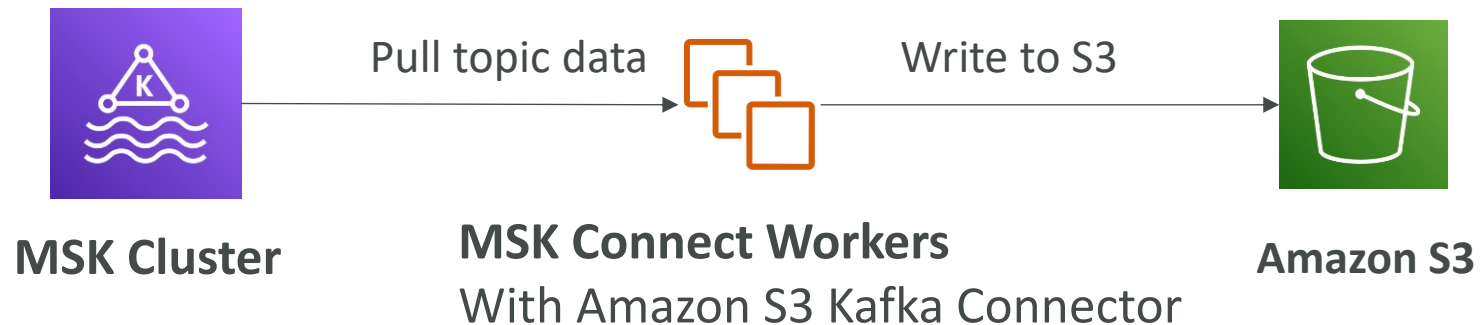 Pull topic data
Write to S3
K
MSK Cluster
MSK Connect Workers
With Amazon S3 Kafka Connector
Amazon S3